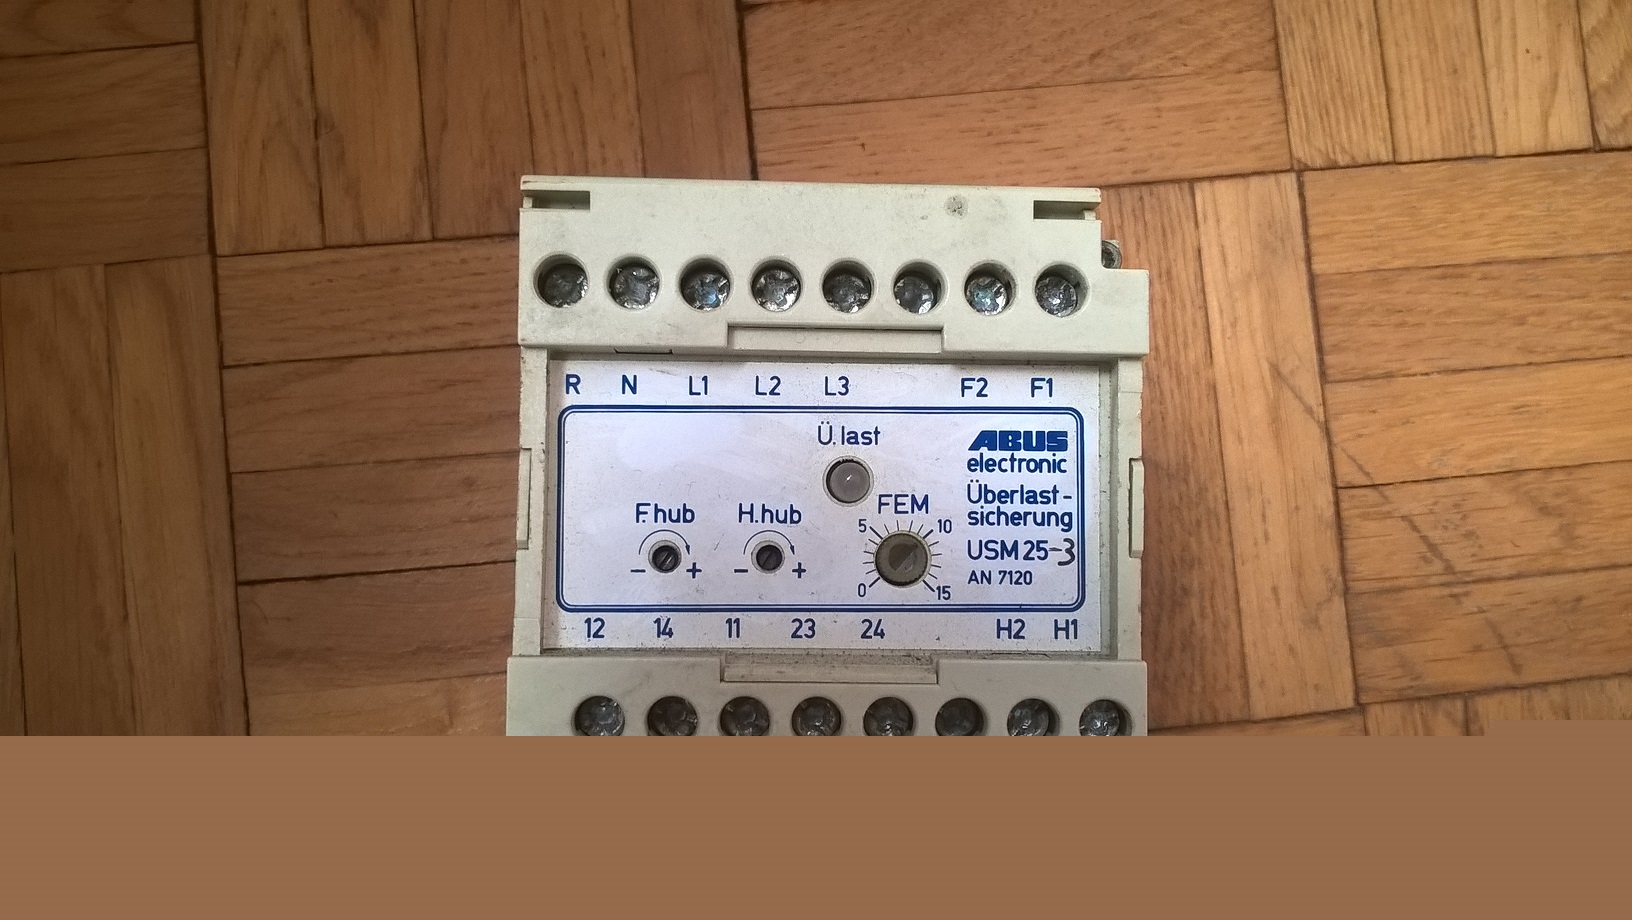 R N L1 L2 L3 F2 F1
Ü.last
ABUS
electronic
Überlast-
sicherung
USM 25-3
AN 7120
F.hub
- +
H.hub
- +
FEM
5 10
0 15
12 14 11 23 24 H2 H1